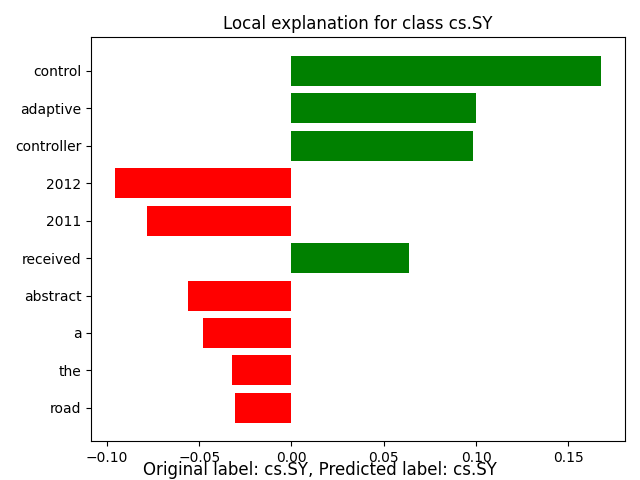 Local explanation for class cs.SY
control
adaptive
controller
2012
2011
received
abstract
a
the
road
−0.10 −0.05 0.00 0.05 0.10 0.15
Original label: cs.SY, Predicted label: cs.SY